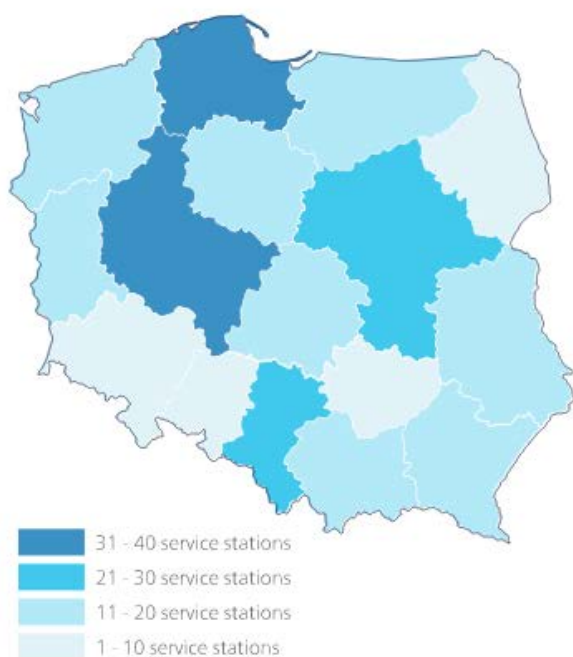 31 - 40 service stations
21 - 30 service stations
11 - 20 service stations
1 - 10 service stations